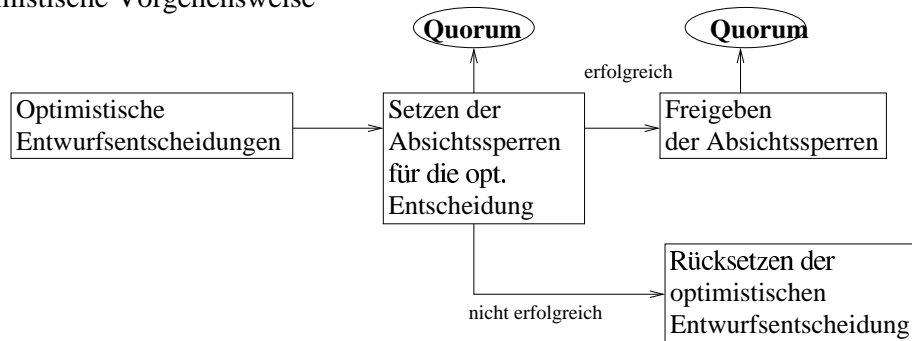 Vorgehensweise
Quorum
Quorum
erfolgreich
Optimistische
Entwurfsentscheidungen
Setzen der
Absichtssperren
für die opt.
Entscheidung
Freigeben
der Absichtssperren
nicht erfolgreich
Rücksetzen der
optimistischen
Entwurfsentscheidung